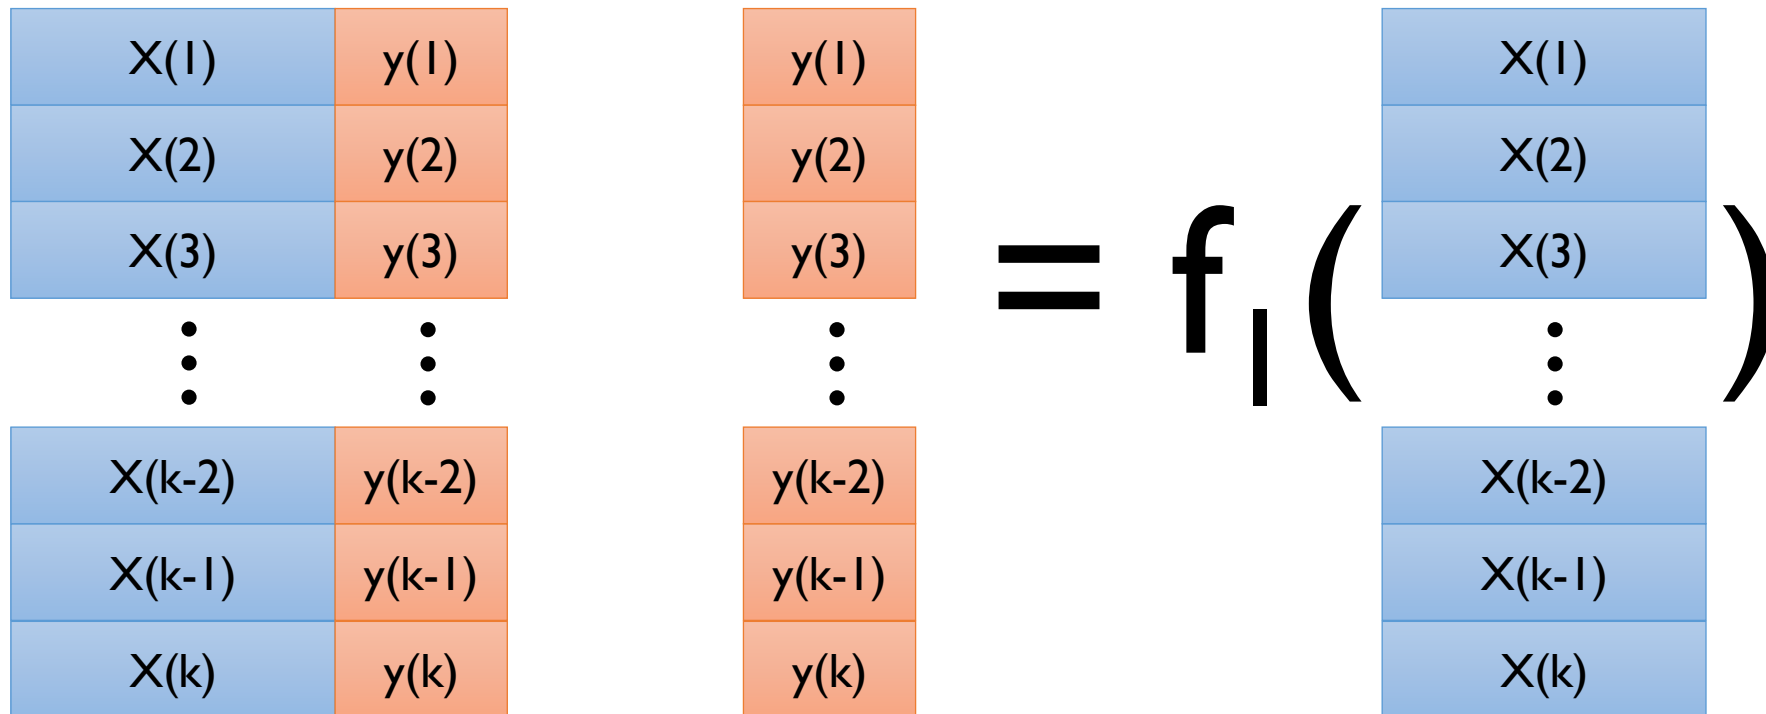 X(1) y(1) y(1) X(1)
X(2) y(2) y(2) X(2)
X(3) y(3) y(3) = f1( X(3) )
⋮ ⋮ ⋮ ⋮
X(k-2) y(k-2) y(k-2) X(k-2)
X(k-1) y(k-1) y(k-1) X(k-1)
X(k) y(k) y(k) X(k)